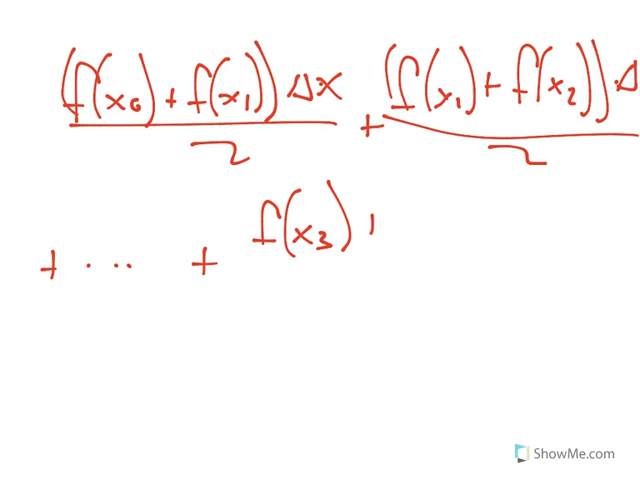 (f(x₀) + f(x₁)) Δx / 2 + (f(x₁) + f(x₂)) · Δ / 2
+ ... + f(x₃)
ShowMe.com